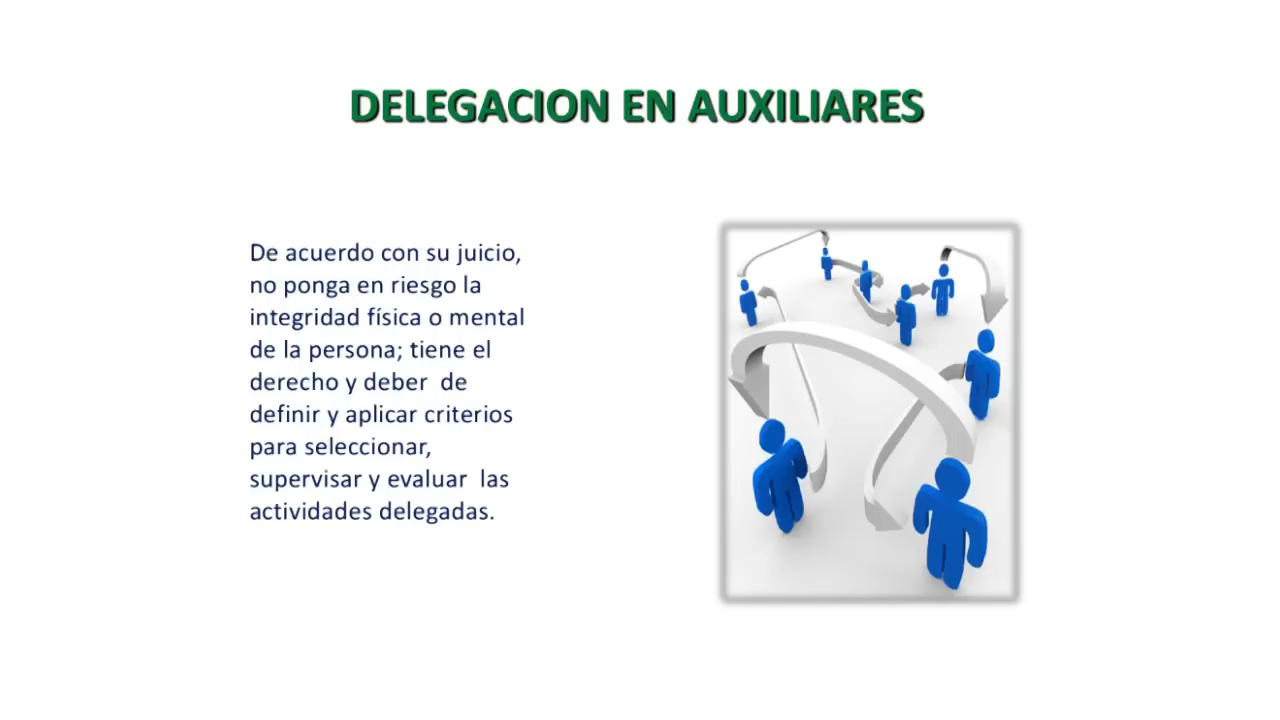 DELEGACION EN AUXILIARES
De acuerdo con su juicio,
no ponga en riesgo la
integridad física o mental
de la persona; tiene el
derecho y deber  de
definir y aplicar criterios
para seleccionar,
supervisar y evaluar  las
actividades delegadas.